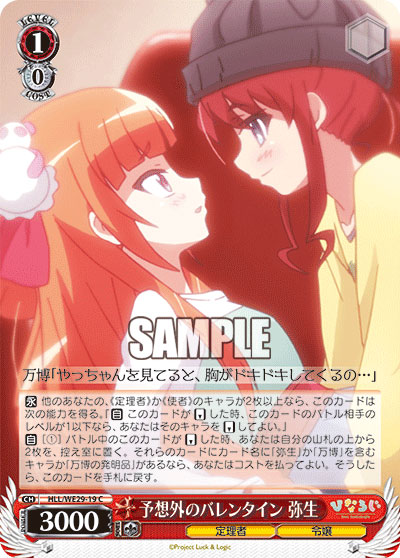 LEVEL
1
0
COST
SAMPLE
万博「やっちゃんを見てると、胸がドキドキしてくるの…」
永 他のあなたの、《定理者》か《使者》のキャラが2枚以上なら、このカードは
次の能力を得る。『自 このカードが【】した時、このカードのバトル相手の
レベルが1以下なら、あなたはそのキャラを【】してよい。』
自［⑴］ バトル中のこのカードが【】した時、あなたは自分の山札の上から
2枚を、控え室に置く。それらのカードにカード名に「弥生」か「万博」を含む
キャラか「万博の発明品」があるなら、あなたはコストを払ってよい。そうした
ら、このカードを手札に戻す。
CH HLL/WE29-19 C
3000
予想外のバレンタイン 弥生
ひなろじ
定理者
令嬢
©Project Luck & Logic